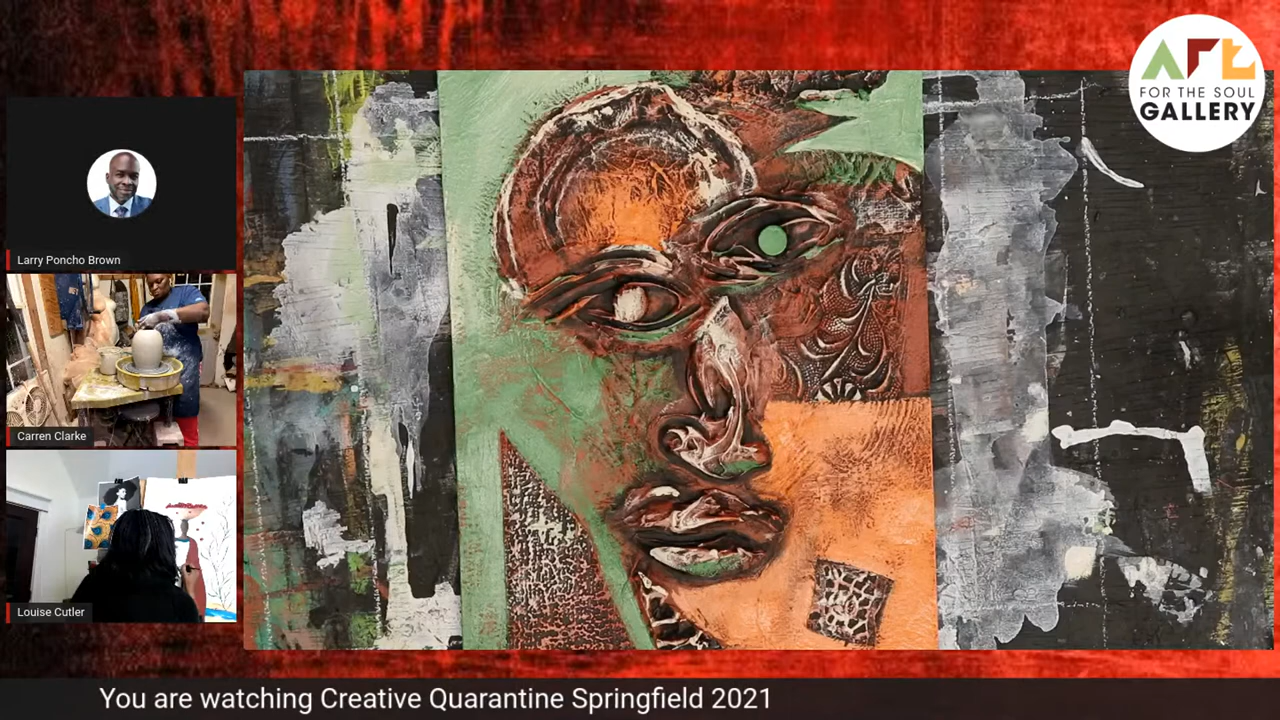 ArT
FOR THE SOUL
GALLERY
Larry Poncho Brown
Carren Clarke
Louise Cutler
You are watching Creative Quarantine Springfield 2021